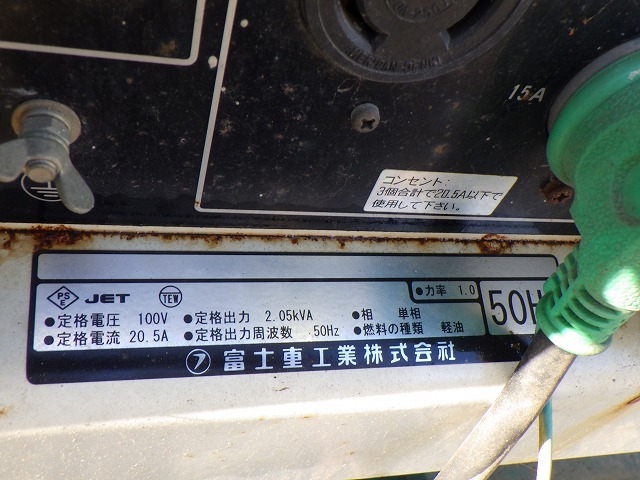 15A
コンセント:
3個合計で20.5A以下で
使用して下さい。
PS
E
JET
TEW
●力率 1.0
●定格電圧 100V ●定格出力 2.05kVA ●相 単相
●定格電流 20.5A ●定格出力周波数 50Hz ●燃料の種類 軽油
50H
富士重工業株式会社